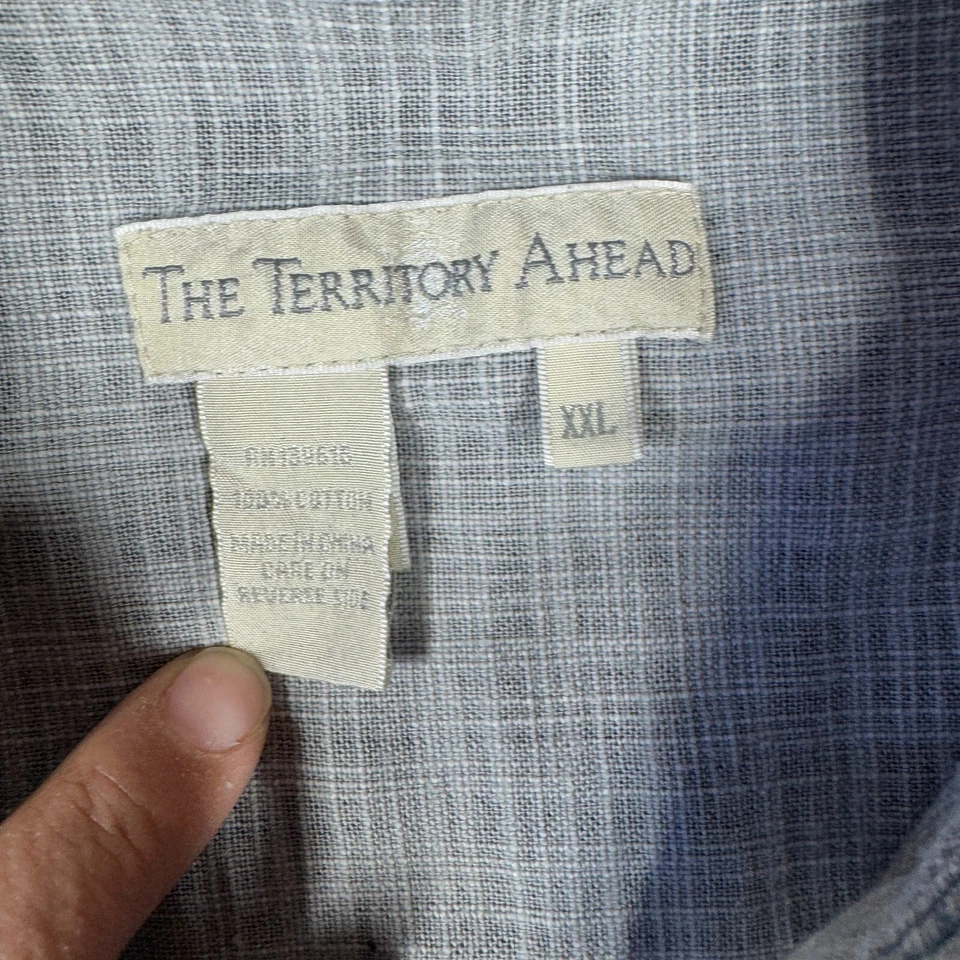 THE TERRITORY AHEAD
XXL
100% COTTON
MADE IN CHINA
CARE ON
REVERSE SIDE